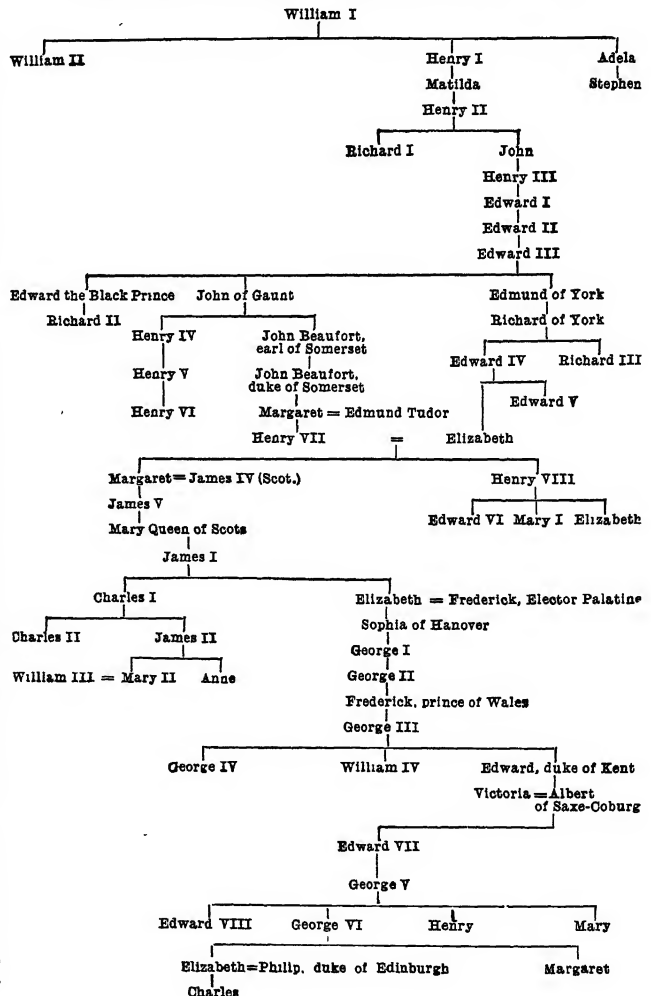 William I
William II Henry I Adela
Matilda Stephen
Henry II
Richard I John
Henry III
Edward I
Edward II
Edward III
Edward the Black Prince John of Gaunt Edmund of York
Richard II Richard of York
Henry IV John Beaufort,
earl of Somerset
Edward IV Richard III
Henry V John Beaufort,
duke of Somerset
Edward V
Henry VI Margaret = Edmund Tudor
Henry VII = Elizabeth
Margaret = James IV (Scot.) Henry VIII
James V
Edward VI Mary I Elizabeth
Mary Queen of Scots
James I
Charles I Elizabeth = Frederick, Elector Palatine
Sophia of Hanover
Charles II James II
George I
William III = Mary II Anne George II
Frederick, prince of Wales
George III
George IV William IV Edward, duke of Kent
Victoria = Albert
of Saxe-Coburg
Edward VII
George V
Edward VIII George VI Henry Mary
Elizabeth = Philip, duke of Edinburgh Margaret
Charles